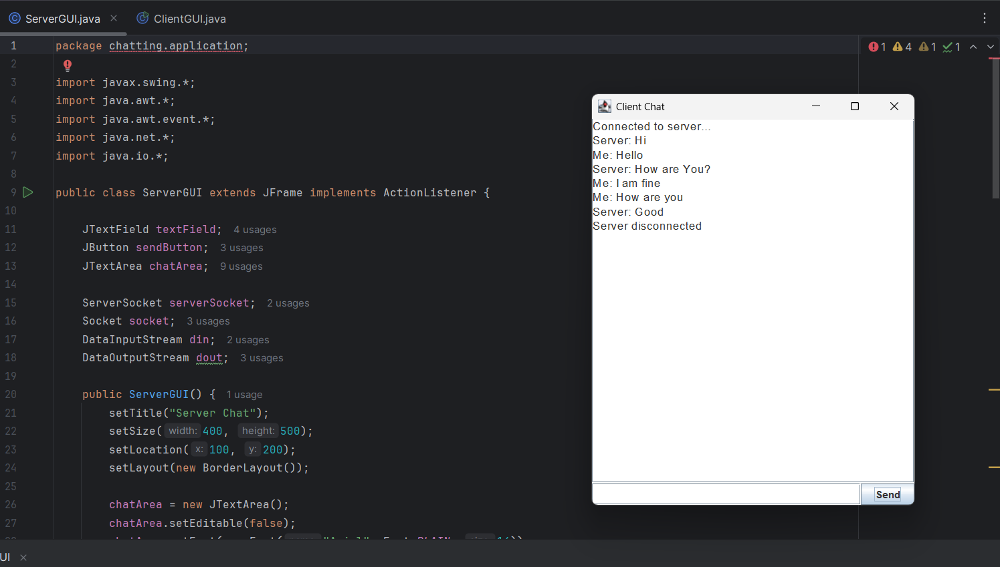 ServerGUI.java
ClientGUI.java
1 package chatting.application;
1 4 1 1
2
3 import javax.swing.*;
4 import java.awt.*;
5 import java.awt.event.*;
6 import java.net.*;
7 import java.io.*;
8
9 public class ServerGUI extends JFrame implements ActionListener {
10
11 JTextField textField; 4 usages
12 JButton sendButton; 3 usages
13 JTextArea chatArea; 9 usages
14
15 ServerSocket serverSocket; 2 usages
16 Socket socket; 3 usages
17 DataInputStream din; 2 usages
18 DataOutputStream dout; 3 usages
19
20 public ServerGUI() { 1 usage
21 setTitle("Server Chat");
22 setSize( width: 400, height: 500);
23 setLocation( x: 100, y: 200);
24 setLayout(new BorderLayout());
25
26 chatArea = new JTextArea();
27 chatArea.setEditable(false);
UI
Client Chat
Connected to server...
Server: Hi
Me: Hello
Server: How are You?
Me: I am fine
Me: How are you
Server: Good
Server disconnected
Send